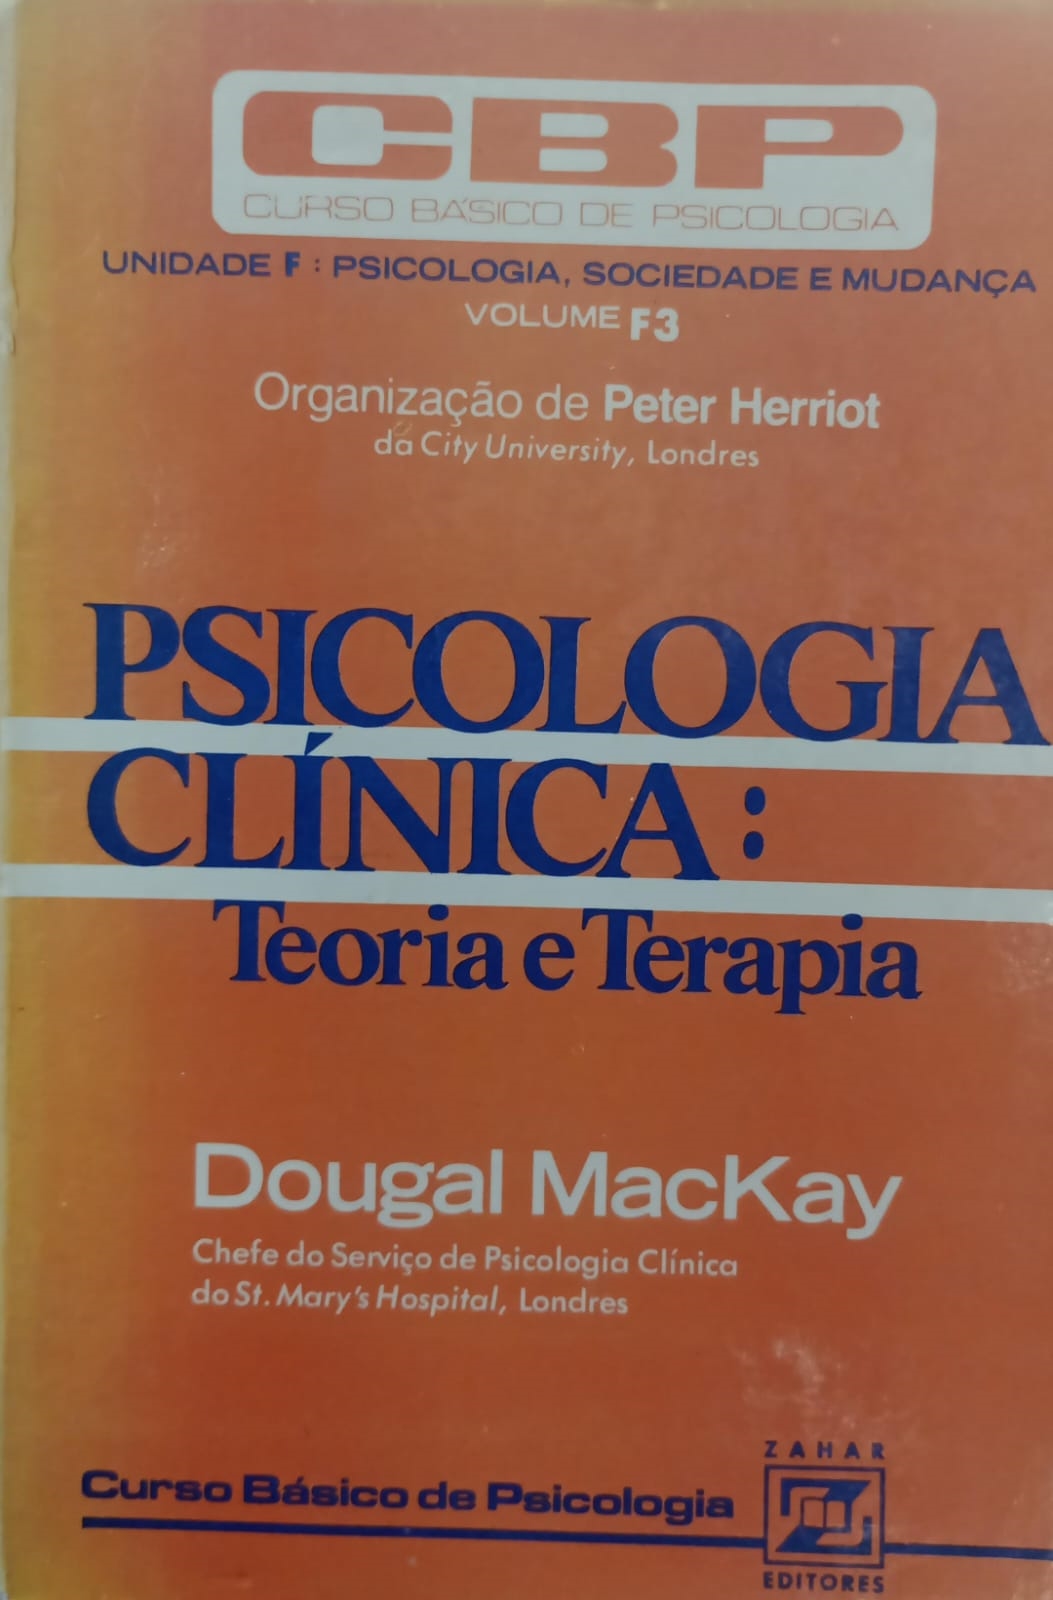 CBP
CURSO BÁSICO DE PSICOLOGIA
UNIDADE F : PSICOLOGIA, SOCIEDADE E MUDANÇA
VOLUME F3
Organização de Peter Herriot
da City University, Londres
PSICOLOGIA
CLÍNICA:
Teoria e Terapia
Dougal MacKay
Chefe do Serviço de Psicologia Clínica
do St. Mary's Hospital, Londres
ZAHAR
Curso Básico de Psicologia
EDITORES